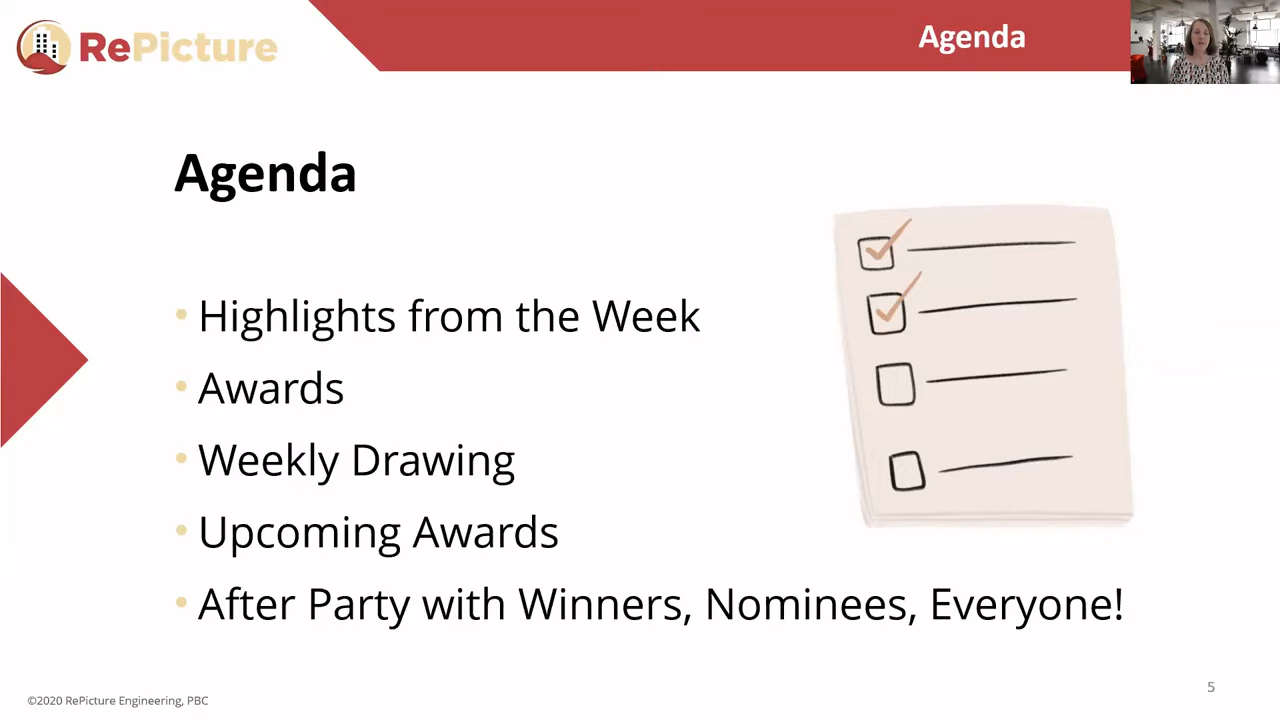 RePicture
Agenda
Agenda
• Highlights from the Week
• Awards
• Weekly Drawing
• Upcoming Awards
• After Party with Winners, Nominees, Everyone!
©2020 RePicture Engineering, PBC
5